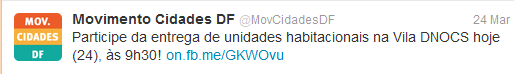 MOV.
CIDADES
DF
Movimento Cidades DF @MovCidadesDF 24 Mar
Participe da entrega de unidades habitacionais na Vila DNOCS hoje
(24), às 9h30! on.fb.me/GKWOvu